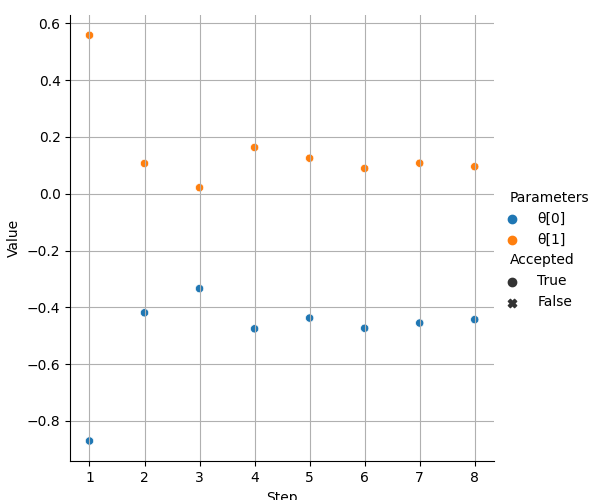 0.6
0.4
0.2
0.0
−0.2
−0.4
−0.6
−0.8
Value
1 2 3 4 5 6 7 8
Step
Parameters
θ[0]
θ[1]
Accepted
True
False